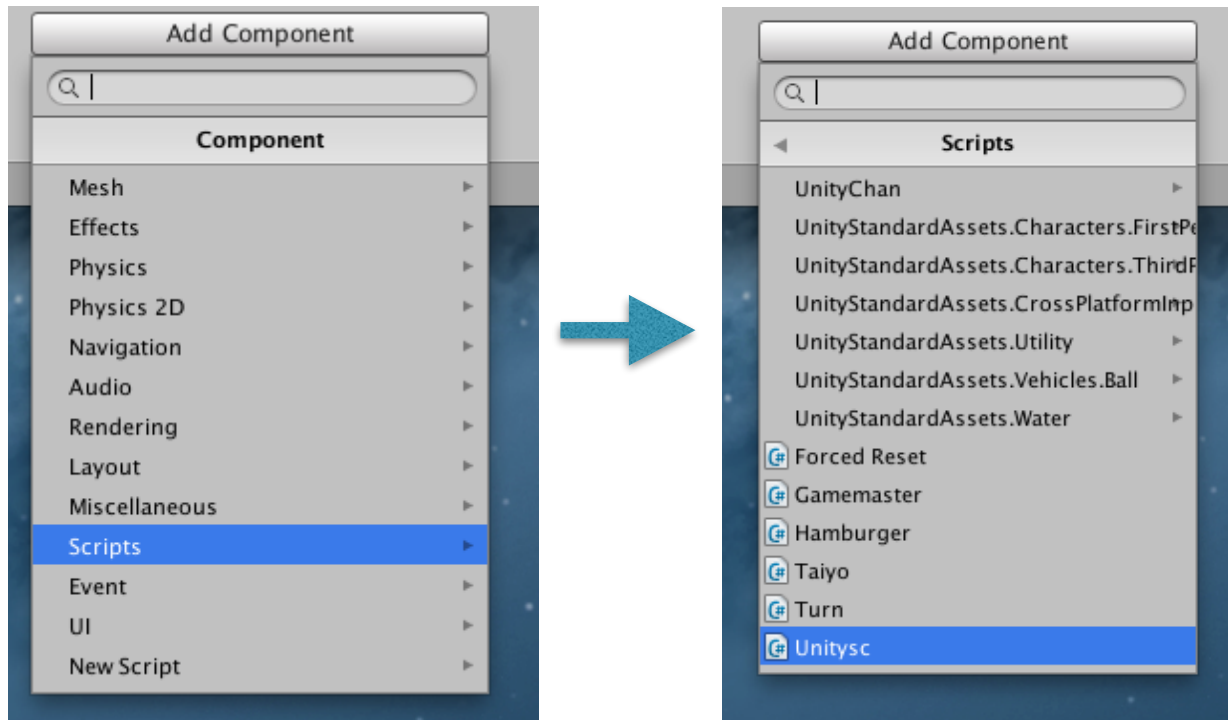 Add Component
Component
Mesh
Effects
Physics
Physics 2D
Navigation
Audio
Rendering
Layout
Miscellaneous
Scripts
Event
UI
New Script
Add Component
Scripts
UnityChan
UnityStandardAssets.Characters.FirstPe
UnityStandardAssets.Characters.ThirdP
UnityStandardAssets.CrossPlatformInp
UnityStandardAssets.Utility
UnityStandardAssets.Vehicles.Ball
UnityStandardAssets.Water
C# Forced Reset
C# Gamemaster
C# Hamburger
C# Taiyo
C# Turn
C# Unitysc